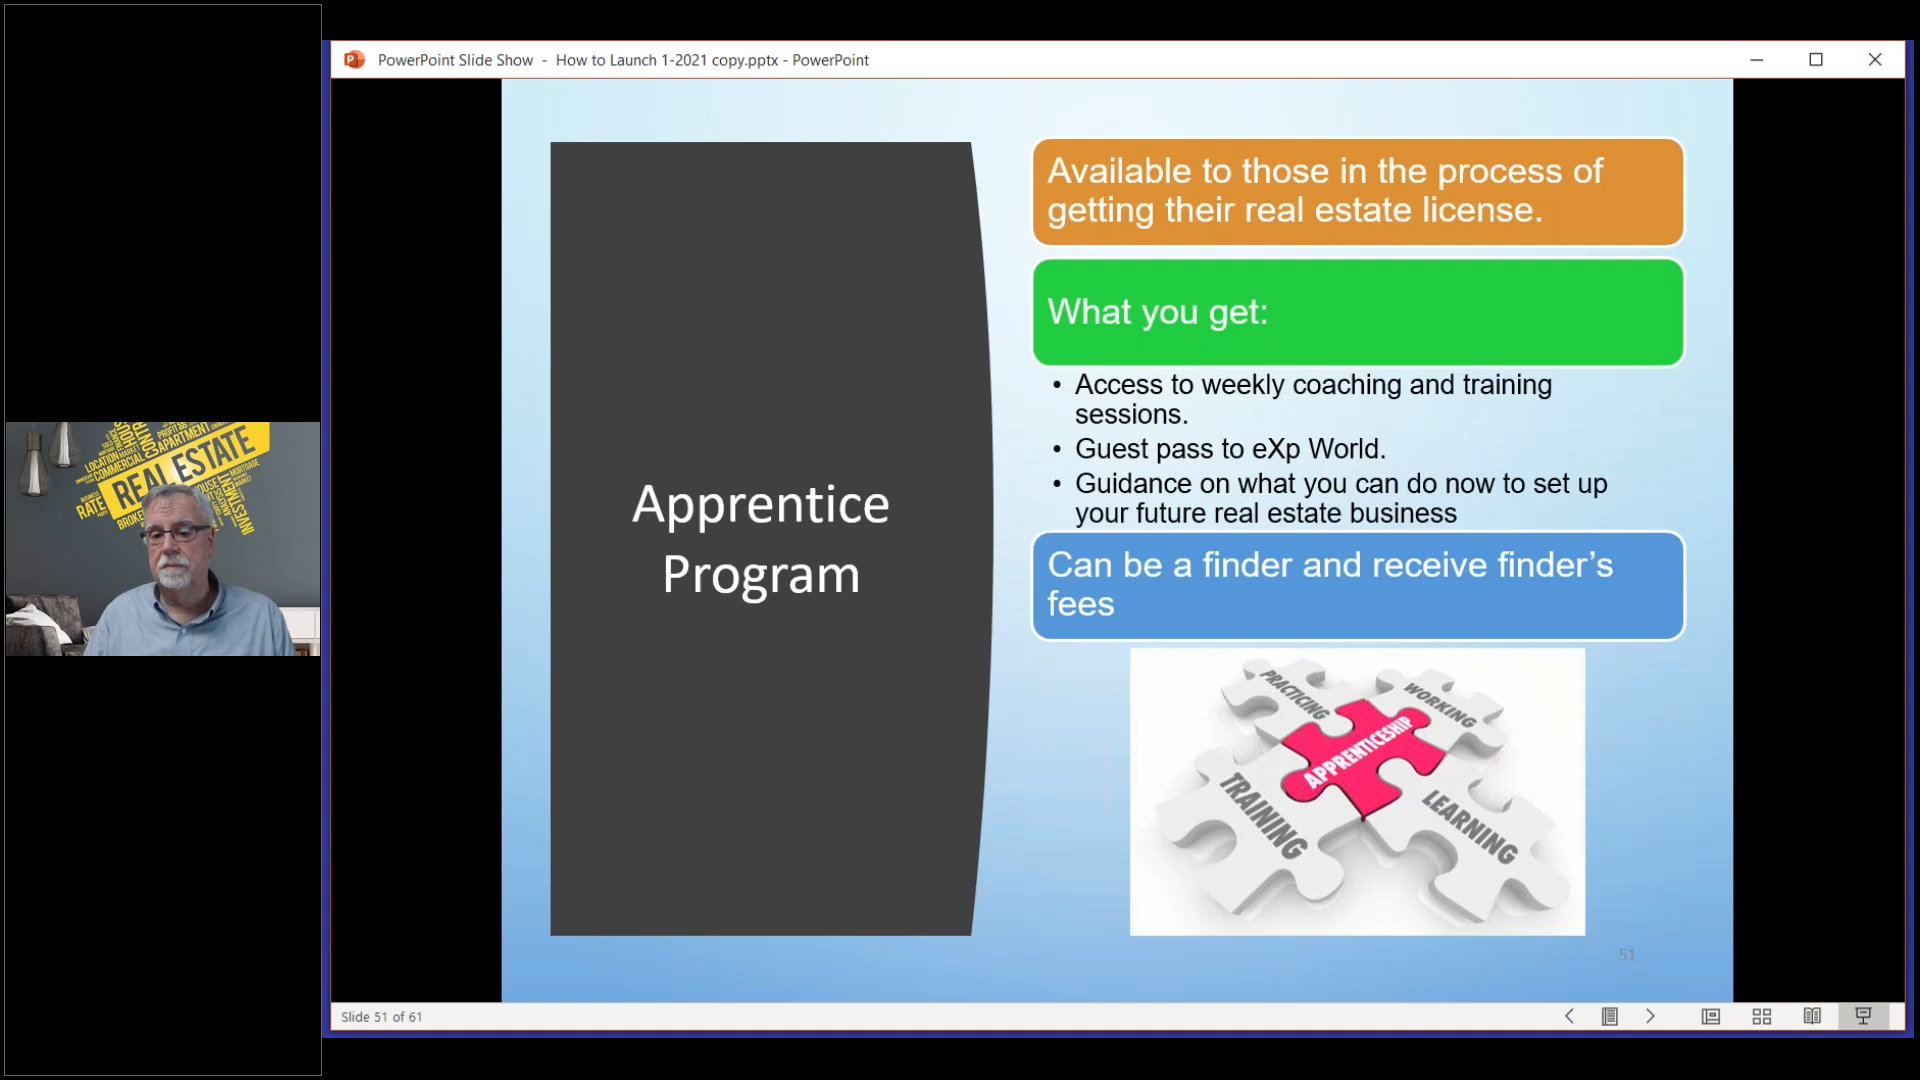 PowerPoint Slide Show - How to Launch 1-2021 copy.pptx - PowerPoint
Apprentice
Program
Available to those in the process of
getting their real estate license.
What you get:
• Access to weekly coaching and training
sessions.
• Guest pass to eXp World.
• Guidance on what you can do now to set up
your future real estate business
Can be a finder and receive finder’s
fees
PRACTICING
WORKING
APPRENTICESHIP
TRAINING
LEARNING
51
Slide 51 of 61
APARTMENT
LOCATION
COMMERCIAL
REAL ESTATE
MORTGAGE
RATE
HOUSE
INVESTMENT